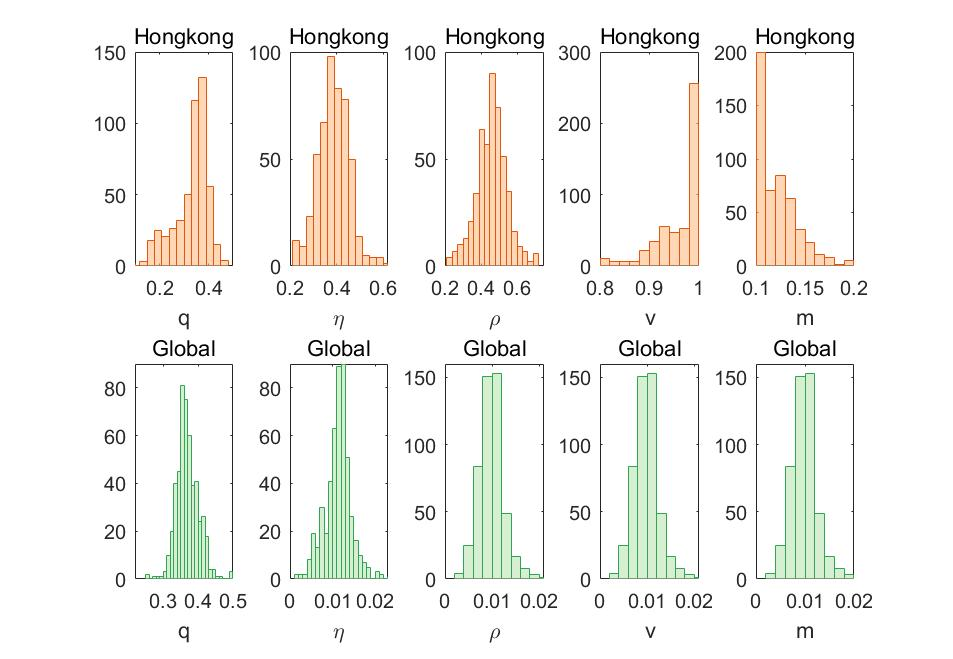 Hongkong Hongkong Hongkong Hongkong Hongkong
150 100 100 300 200
150
100 200
50 50 100
50 100 50
0 0 0 0 0
0.2 0.4 0.2 0.4 0.6 0.2 0.4 0.6 0.8 0.9 1 0.1 0.15 0.2
q η ρ v m
Global Global Global Global Global
80 80 150 150 150
60 60 100 100 100
40 40
20 20 50 50 50
0 0 0 0 0
0.3 0.4 0.5 0 0.01 0.02 0 0.01 0.02 0 0.01 0.02 0 0.01 0.02
q η ρ v m